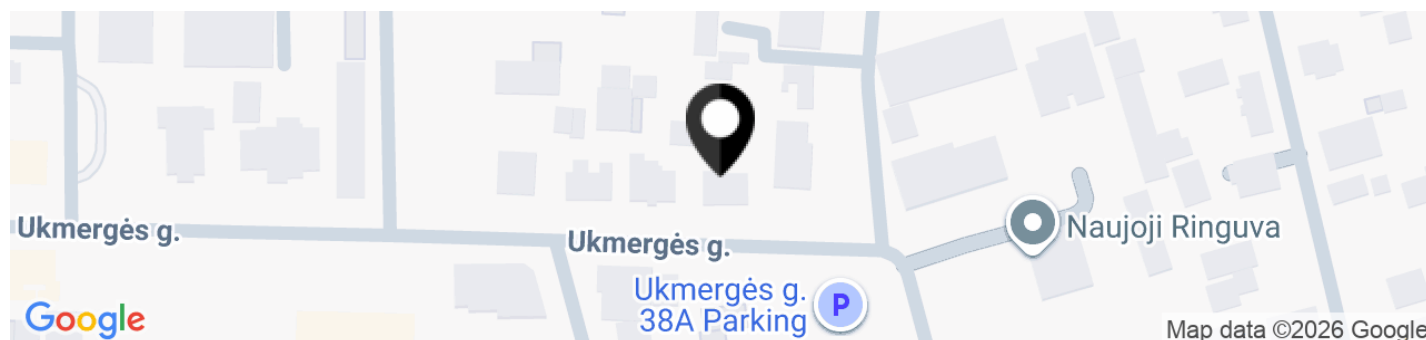 Ukmergės g.
Ukmergės g.
Naujoji Ringuva
Ukmergės g.
38A Parking
P
Google
Map data ©2026 Google